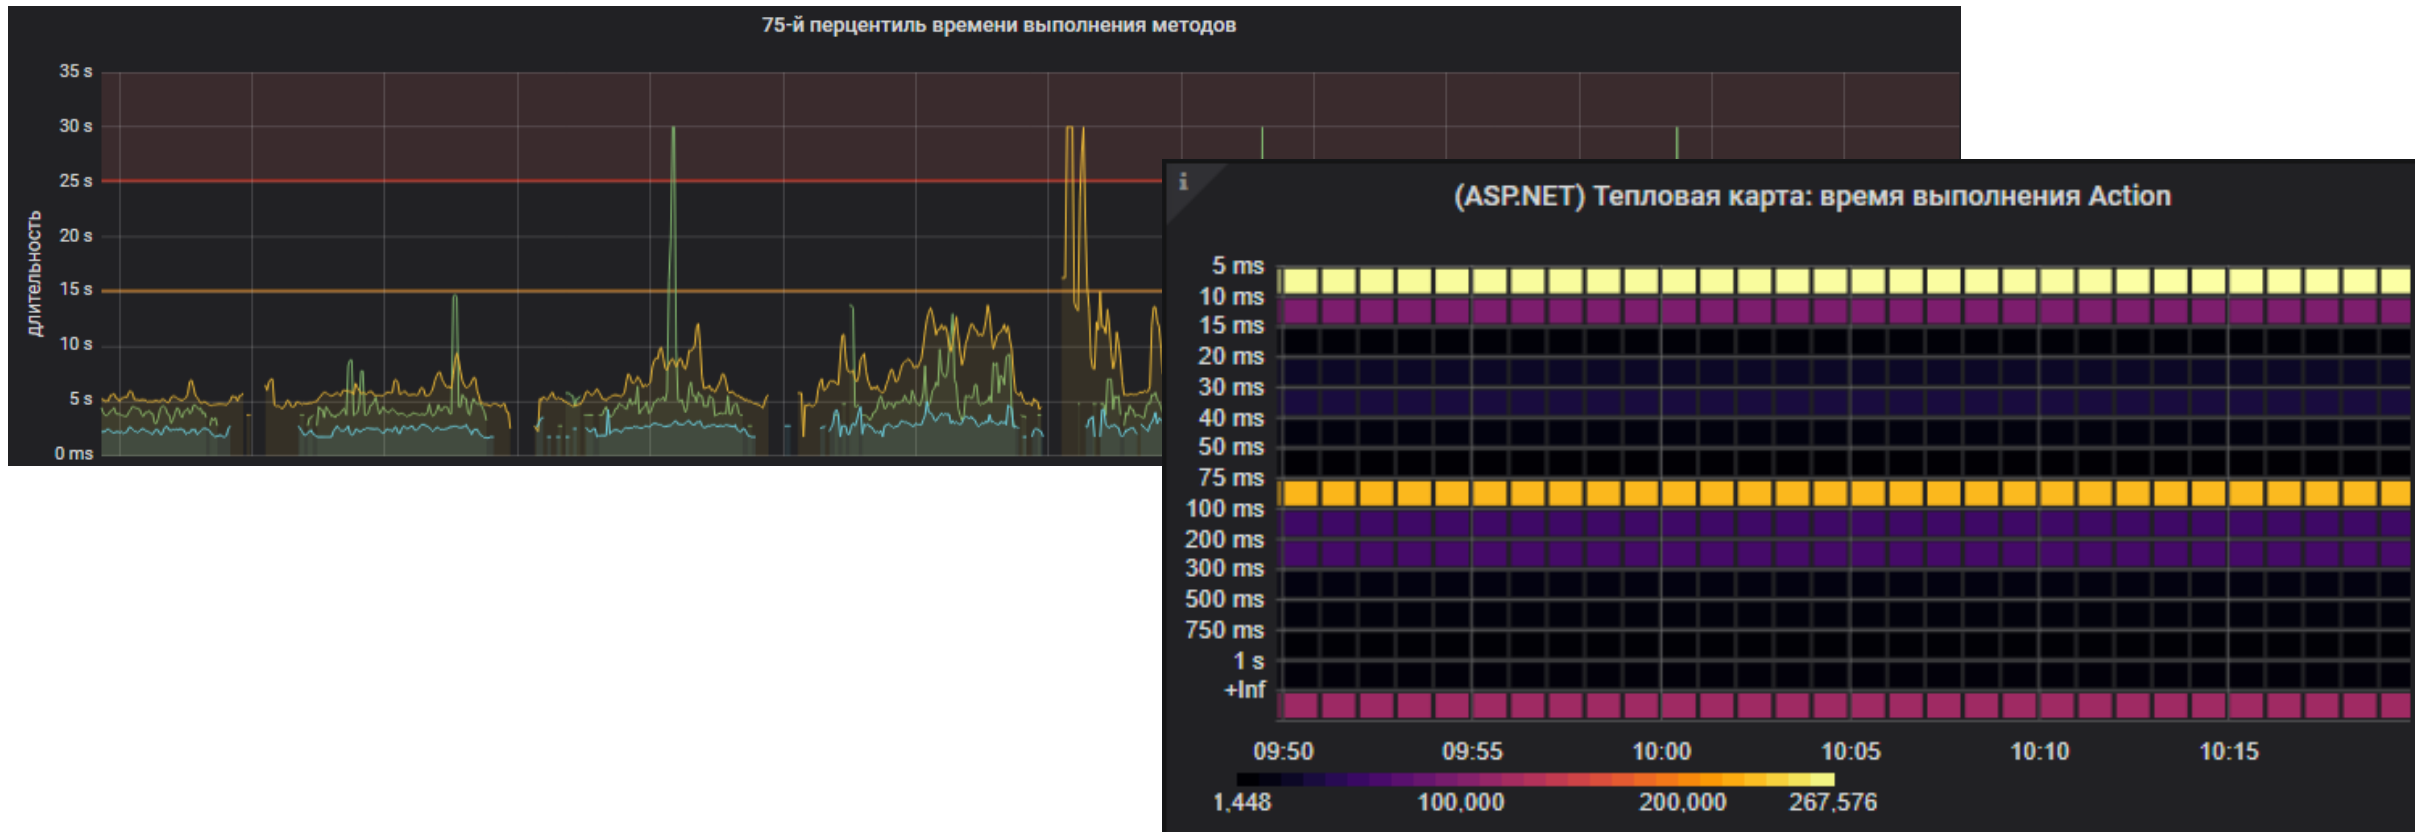 75-й перцентиль времени выполнения методов
35 s
30 s
25 s
20 s
15 s
10 s
5 s
0 ms
длительность
i
(ASP.NET) Тепловая карта: время выполнения Action
5 ms
10 ms
15 ms
20 ms
30 ms
40 ms
50 ms
75 ms
100 ms
200 ms
300 ms
500 ms
750 ms
1 s
+Inf
09:50 09:55 10:00 10:05 10:10 10:15
1,448 100,000 200,000 267,576